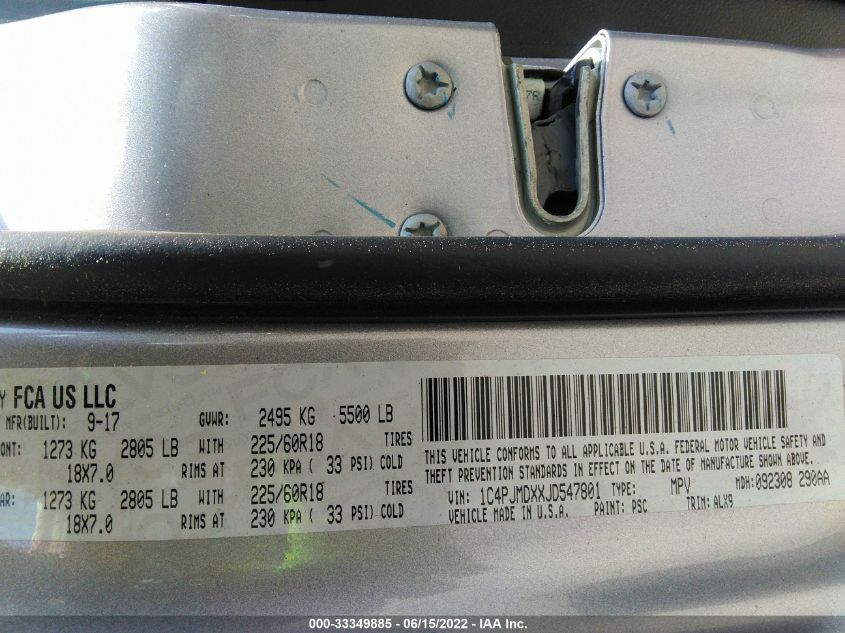 7R
Y FCA US LLC
MFR(BUILT): 9-17 GVWR: 2495 KG 5500 LB
ONT: 1273 KG 2805 LB WITH 225/60R18 TIRES
18X7.0 RIMS AT 230 KPA ( 33 PSI) COLD
AR: 1273 KG 2805 LB WITH 225/60R18 TIRES
18X7.0 RIMS AT 230 KPA ( 33 PSI) COLD
THIS VEHICLE CONFORMS TO ALL APPLICABLE U.S.A. FEDERAL MOTOR VEHICLE SAFETY AND
THEFT PREVENTION STANDARDS IN EFFECT ON THE DATE OF MANUFACTURE SHOWN ABOVE.
VIN: 1C4PJMDXXJD547801 TYPE: MPV MDH: 092308 290AA
VEHICLE MADE IN U.S.A. PAINT: PSC TRIM: ALX9
000-33349885 - 06/15/2022 - IAA Inc.